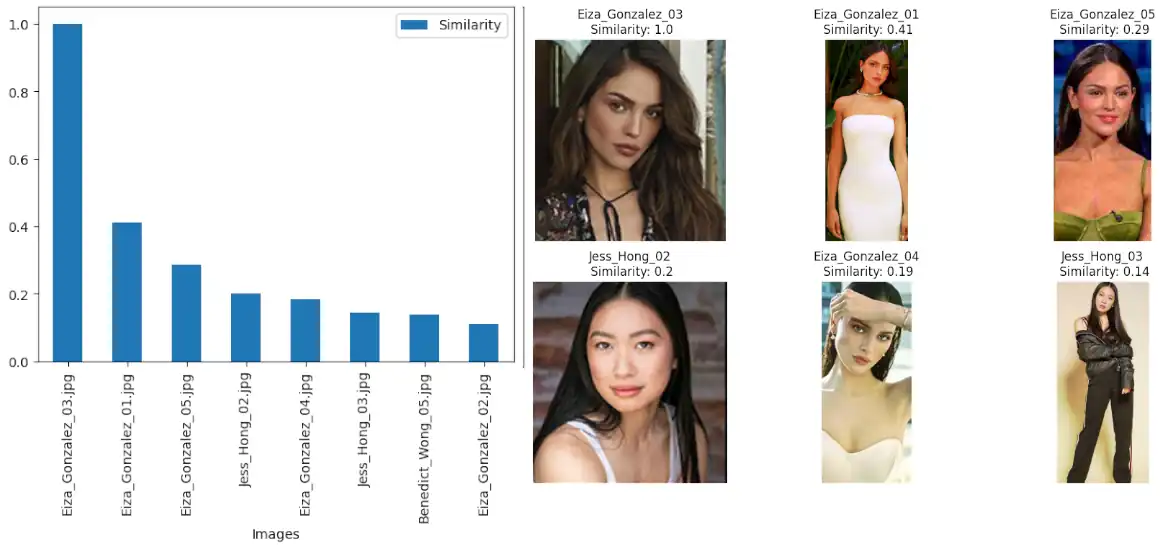 1.0
0.8
0.6
0.4
0.2
0.0
Similarity
Eiza_Gonzalez_03.jpg
Eiza_Gonzalez_01.jpg
Eiza_Gonzalez_05.jpg
Jess_Hong_02.jpg
Eiza_Gonzalez_04.jpg
Jess_Hong_03.jpg
Benedict_Wong_05.jpg
Eiza_Gonzalez_02.jpg
Images
Eiza_Gonzalez_03
Similarity: 1.0
Eiza_Gonzalez_01
Similarity: 0.41
Eiza_Gonzalez_05
Similarity: 0.29
Jess_Hong_02
Similarity: 0.2
Eiza_Gonzalez_04
Similarity: 0.19
Jess_Hong_03
Similarity: 0.14